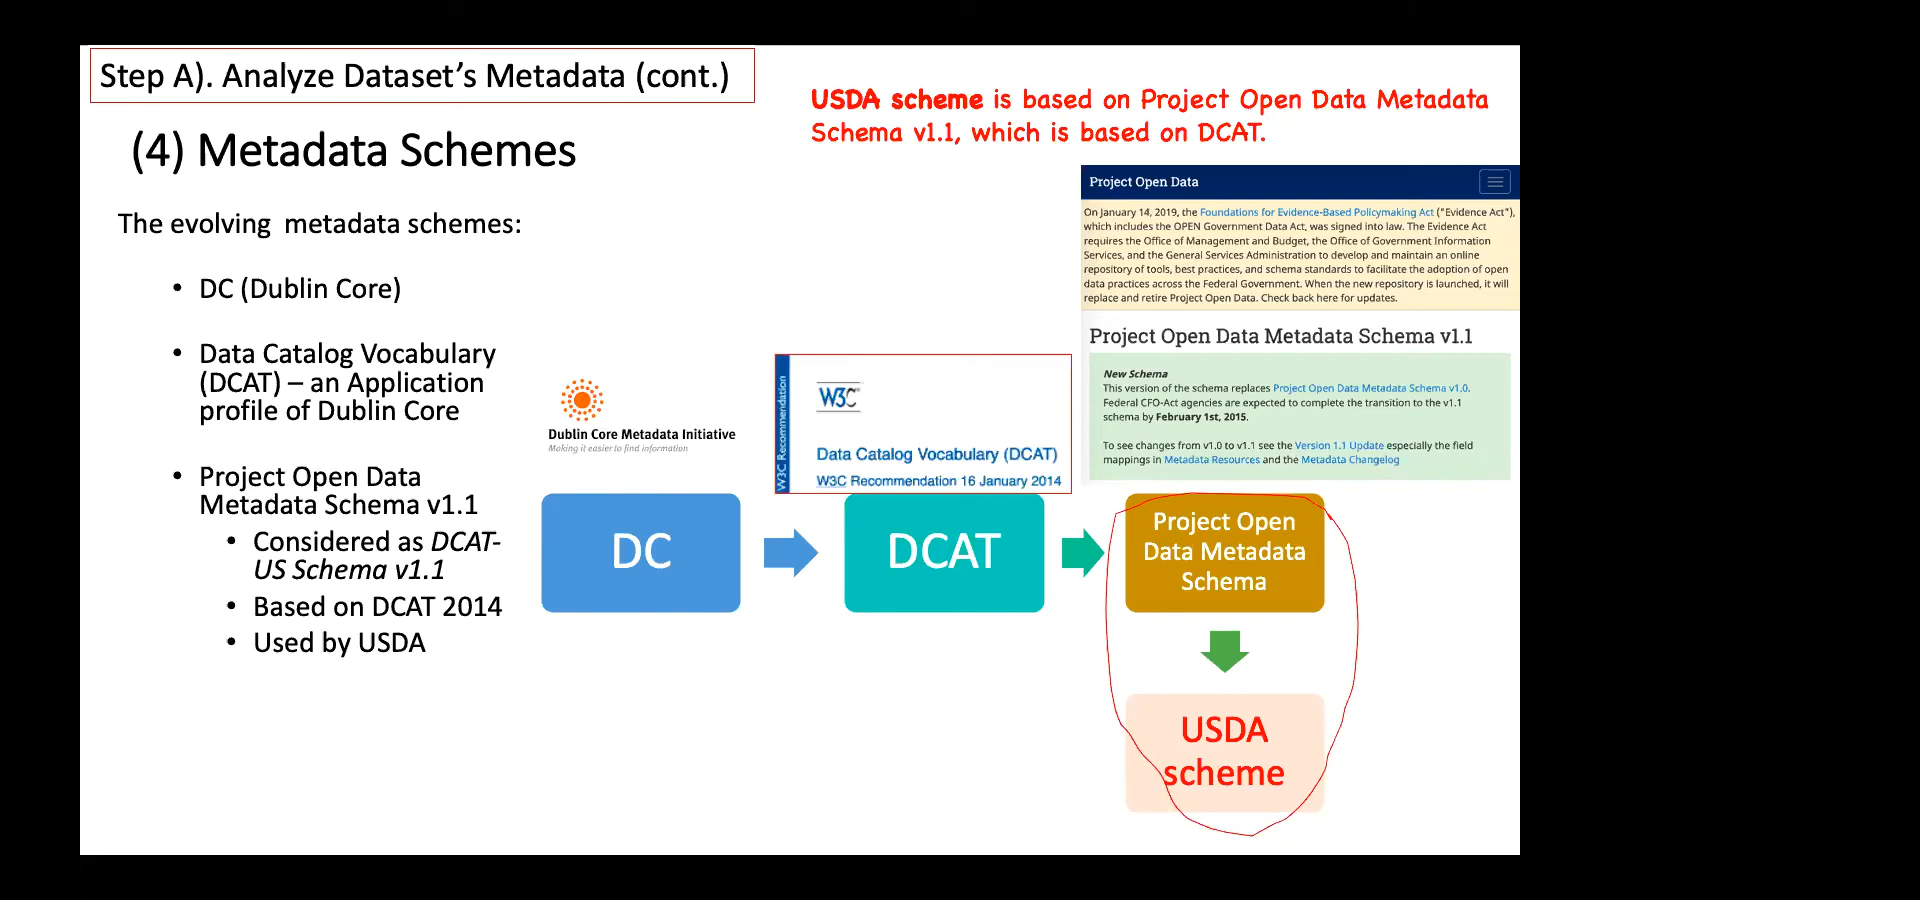 Step A). Analyze Dataset's Metadata (cont.)
USDA scheme is based on Project Open Data Metadata
Schema v1.1, which is based on DCAT.
(4) Metadata Schemes
The evolving metadata schemes:
• DC (Dublin Core)
• Data Catalog Vocabulary
(DCAT) – an Application
profile of Dublin Core
• Project Open Data
Metadata Schema v1.1
• Considered as DCAT-
US Schema v1.1
• Based on DCAT 2014
• Used by USDA
Dublin Core Metadata Initiative
Making it easier to find information
W3C Recommendation
W3C
Data Catalog Vocabulary (DCAT)
W3C Recommendation 16 January 2014
Project Open Data
On January 14, 2019, the Foundations for Evidence-Based Policymaking Act ("Evidence Act"),
which includes the OPEN Government Data Act, was signed into law. The Evidence Act
requires the Office of Management and Budget, the Office of Government Information
Services, and the General Services Administration to develop and maintain an online
repository of tools, best practices, and schema standards to facilitate the adoption of open
data practices across the Federal Government. When the new repository is launched, it will
replace and retire Project Open Data. Check back here for updates.
Project Open Data Metadata Schema v1.1
New Schema
This version of the schema replaces Project Open Data Metadata Schema v1.0.
Federal CFO-Act agencies are expected to complete the transition to the v1.1
schema by February 1st, 2015.
To see changes from v1.0 to v1.1 see the Version 1.1 Update especially the field
mappings in Metadata Resources and the Metadata Changelog
DC
DCAT
Project Open
Data Metadata
Schema
USDA
scheme